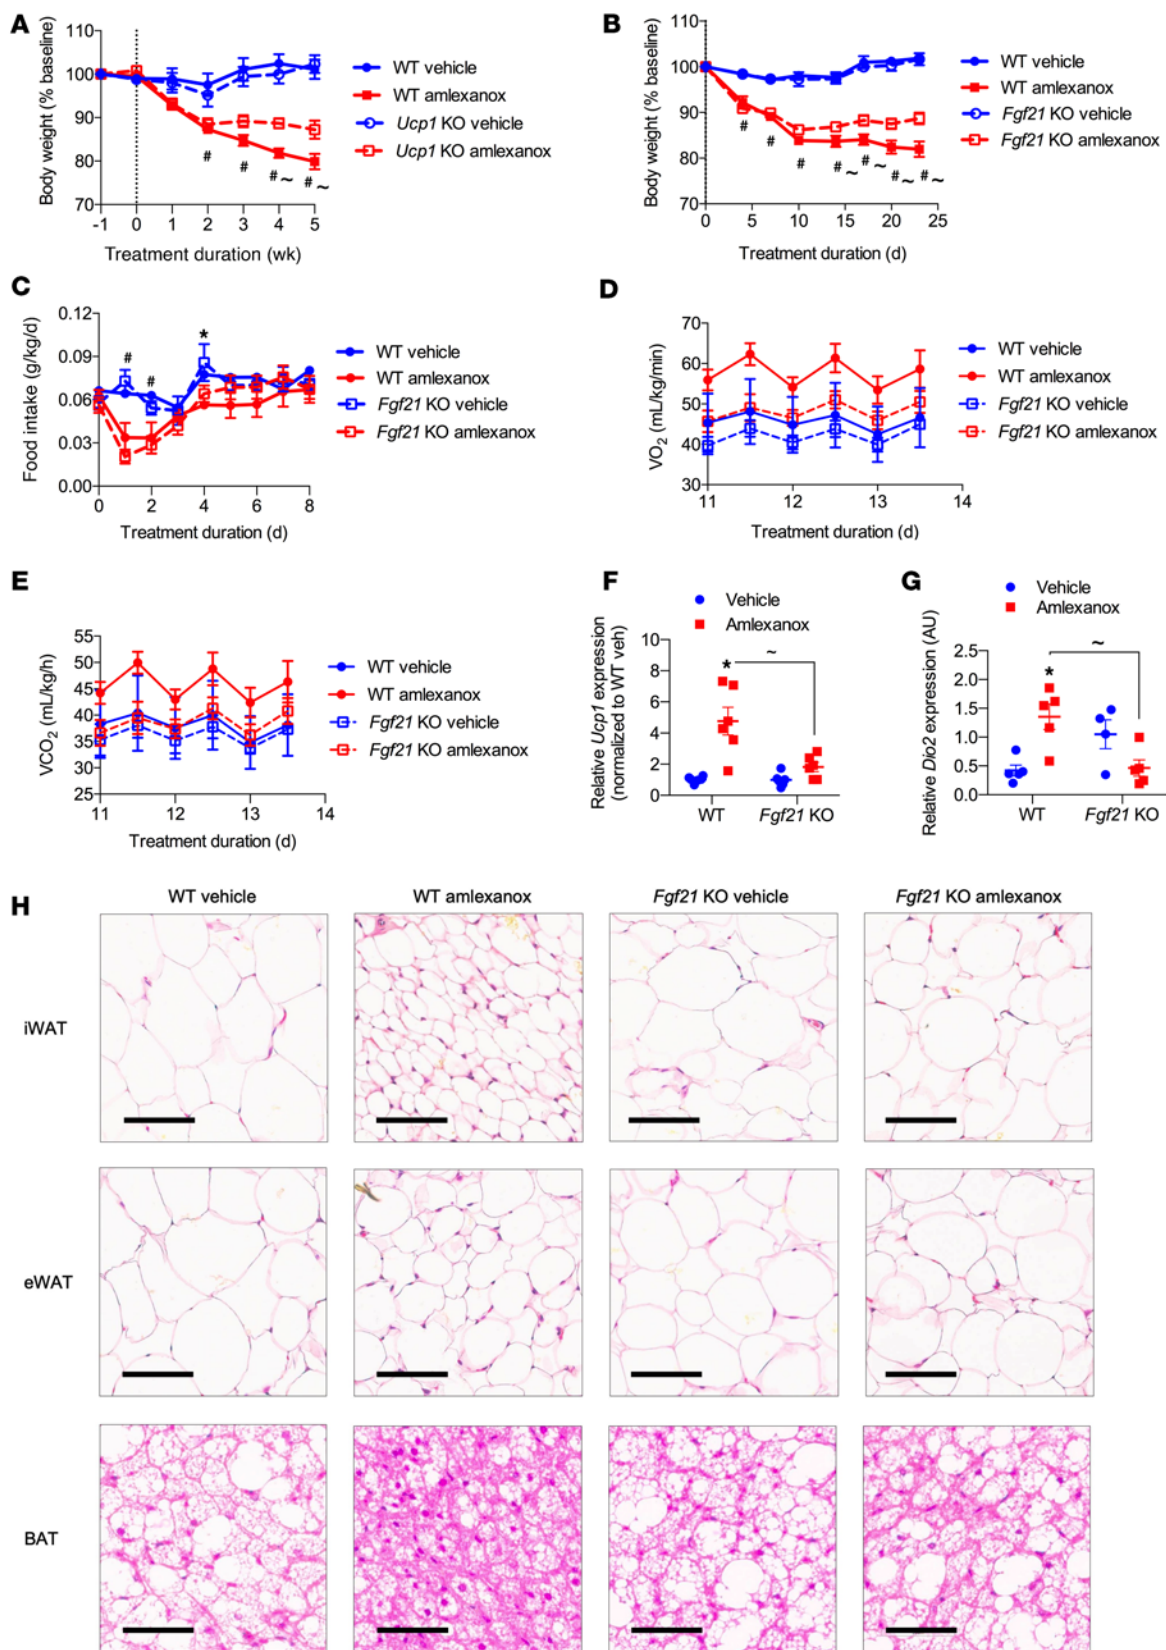 A
Body weight (% baseline)
110
100
90
80
70
-1 0 1 2 3 4 5
Treatment duration (wk)
# # #~ #~
WT vehicle
WT amlexanox
Ucp1 KO vehicle
Ucp1 KO amlexanox
B
Body weight (% baseline)
110
100
90
80
70
0 5 10 15 20 25
Treatment duration (d)
# # # #~ #~ #~ #~
WT vehicle
WT amlexanox
Fgf21 KO vehicle
Fgf21 KO amlexanox
C
Food intake (g/kg/d)
0.12
0.09
0.06
0.03
0.00
0 2 4 6 8
Treatment duration (d)
# # *
WT vehicle
WT amlexanox
Fgf21 KO vehicle
Fgf21 KO amlexanox
D
VO2 (mL/kg/min)
70
60
50
40
30
11 12 13 14
Treatment duration (d)
WT vehicle
WT amlexanox
Fgf21 KO vehicle
Fgf21 KO amlexanox
E
VCO2 (mL/kg/h)
55
50
45
40
35
30
25
11 12 13 14
Treatment duration (d)
WT vehicle
WT amlexanox
Fgf21 KO vehicle
Fgf21 KO amlexanox
F
Vehicle
Amlexanox
Relative Ucp1 expression
(normalized to WT veh)
10
8
6
4
2
0
* ~
WT Fgf21 KO
G
Vehicle
Amlexanox
Relative Dio2 expression (AU)
2.5
2.0
1.5
1.0
0.5
0.0
* ~
WT Fgf21 KO
H
WT vehicle WT amlexanox Fgf21 KO vehicle Fgf21 KO amlexanox
iWAT
eWAT
BAT